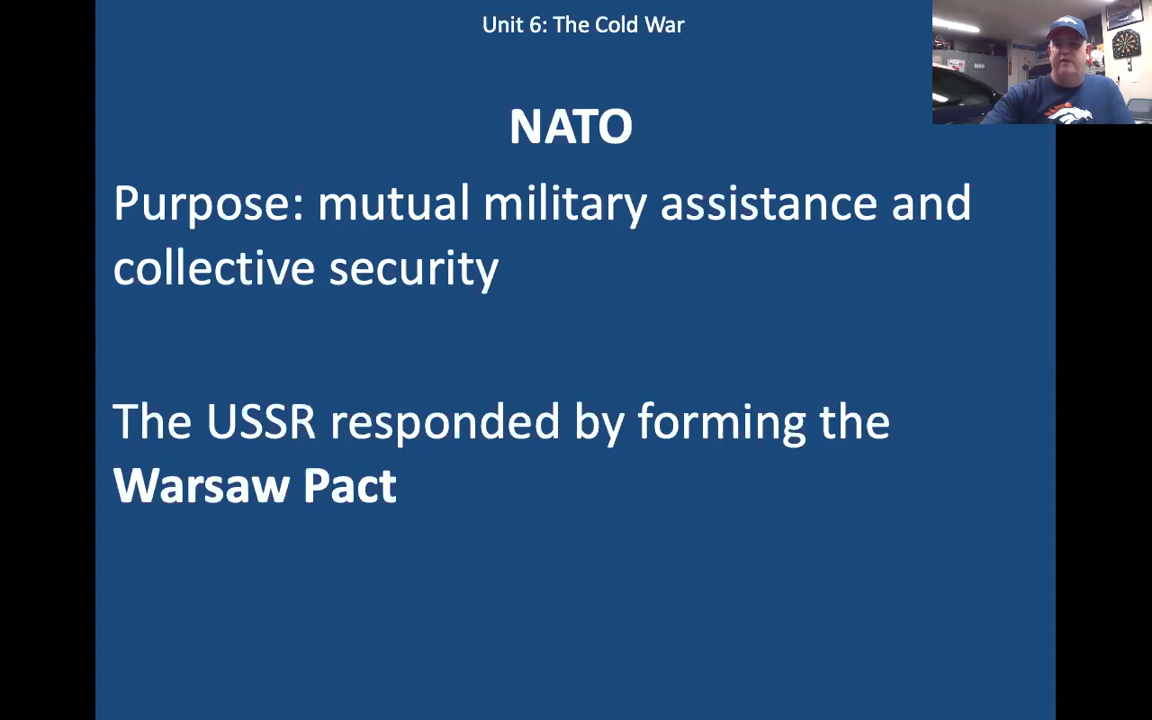 Unit 6: The Cold War
NATO
Purpose: mutual military assistance and
collective security
The USSR responded by forming the
Warsaw Pact